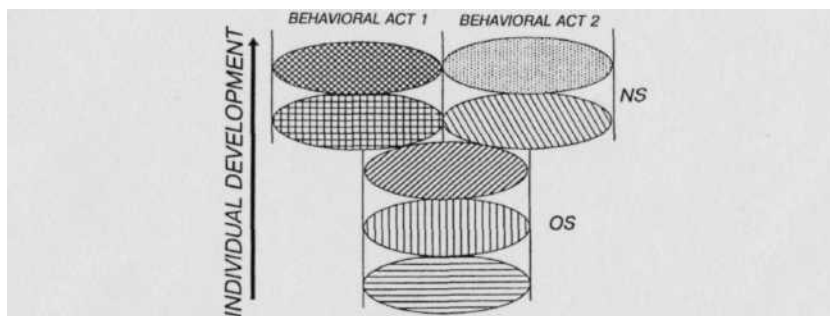 BEHAVIORAL ACT 1 BEHAVIORAL ACT 2
INDIVIDUAL DEVELOPMENT
NS
OS